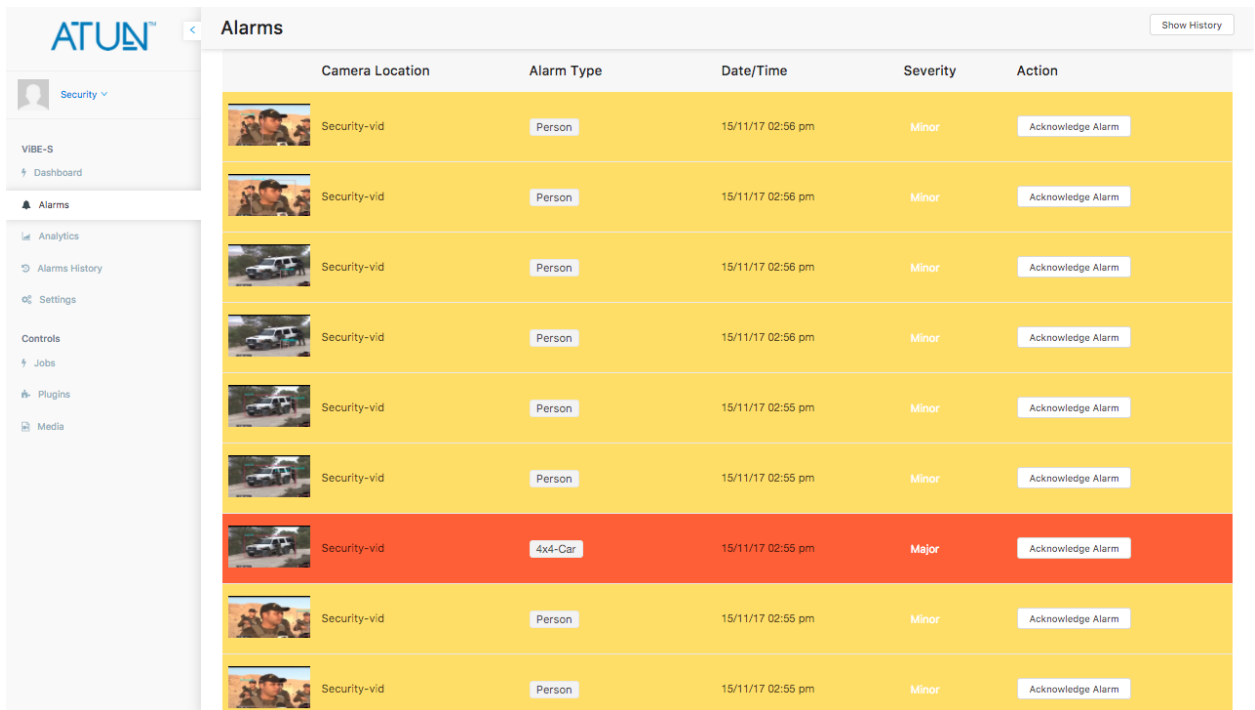 ATUN™
Security
ViBE-S
Dashboard
Alarms
Analytics
Alarms History
Settings
Controls
Jobs
Plugins
Media
Alarms
Show History
Camera Location Alarm Type Date/Time Severity Action
Security-vid Person 15/11/17 02:56 pm Minor Acknowledge Alarm
Security-vid Person 15/11/17 02:56 pm Minor Acknowledge Alarm
Security-vid Person 15/11/17 02:56 pm Minor Acknowledge Alarm
Security-vid Person 15/11/17 02:56 pm Minor Acknowledge Alarm
Security-vid Person 15/11/17 02:55 pm Minor Acknowledge Alarm
Security-vid Person 15/11/17 02:55 pm Minor Acknowledge Alarm
Security-vid 4x4-Car 15/11/17 02:55 pm Major Acknowledge Alarm
Security-vid Person 15/11/17 02:55 pm Minor Acknowledge Alarm
Security-vid Person 15/11/17 02:55 pm Minor Acknowledge Alarm